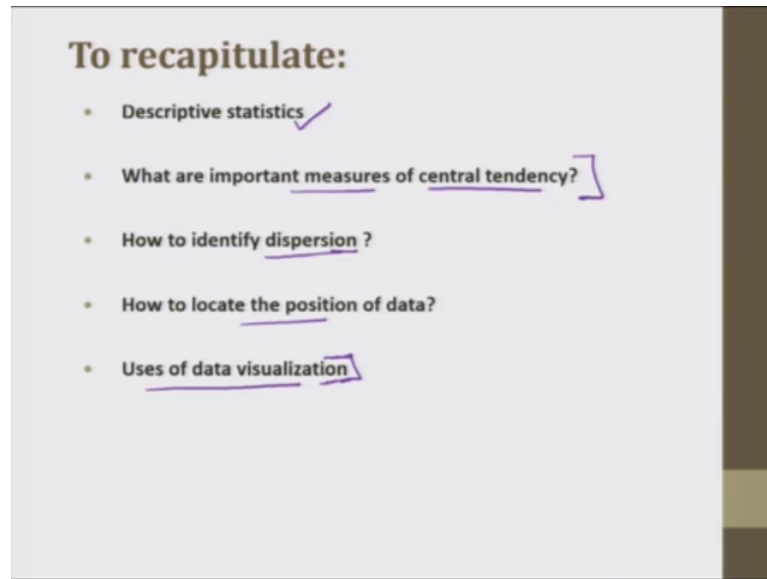 To recapitulate:
• Descriptive statistics
• What are important measures of central tendency?
• How to identify dispersion ?
• How to locate the position of data?
• Uses of data visualization